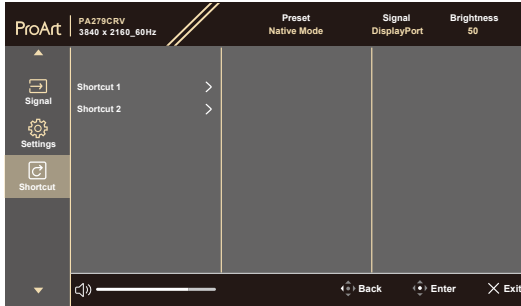 ProArt
PA279CRV
3840 x 2160_60Hz
Preset
Native Mode
Signal
DisplayPort
Brightness
50
Signal
Settings
Shortcut
Shortcut 1
Shortcut 2
Back
Enter
Exit